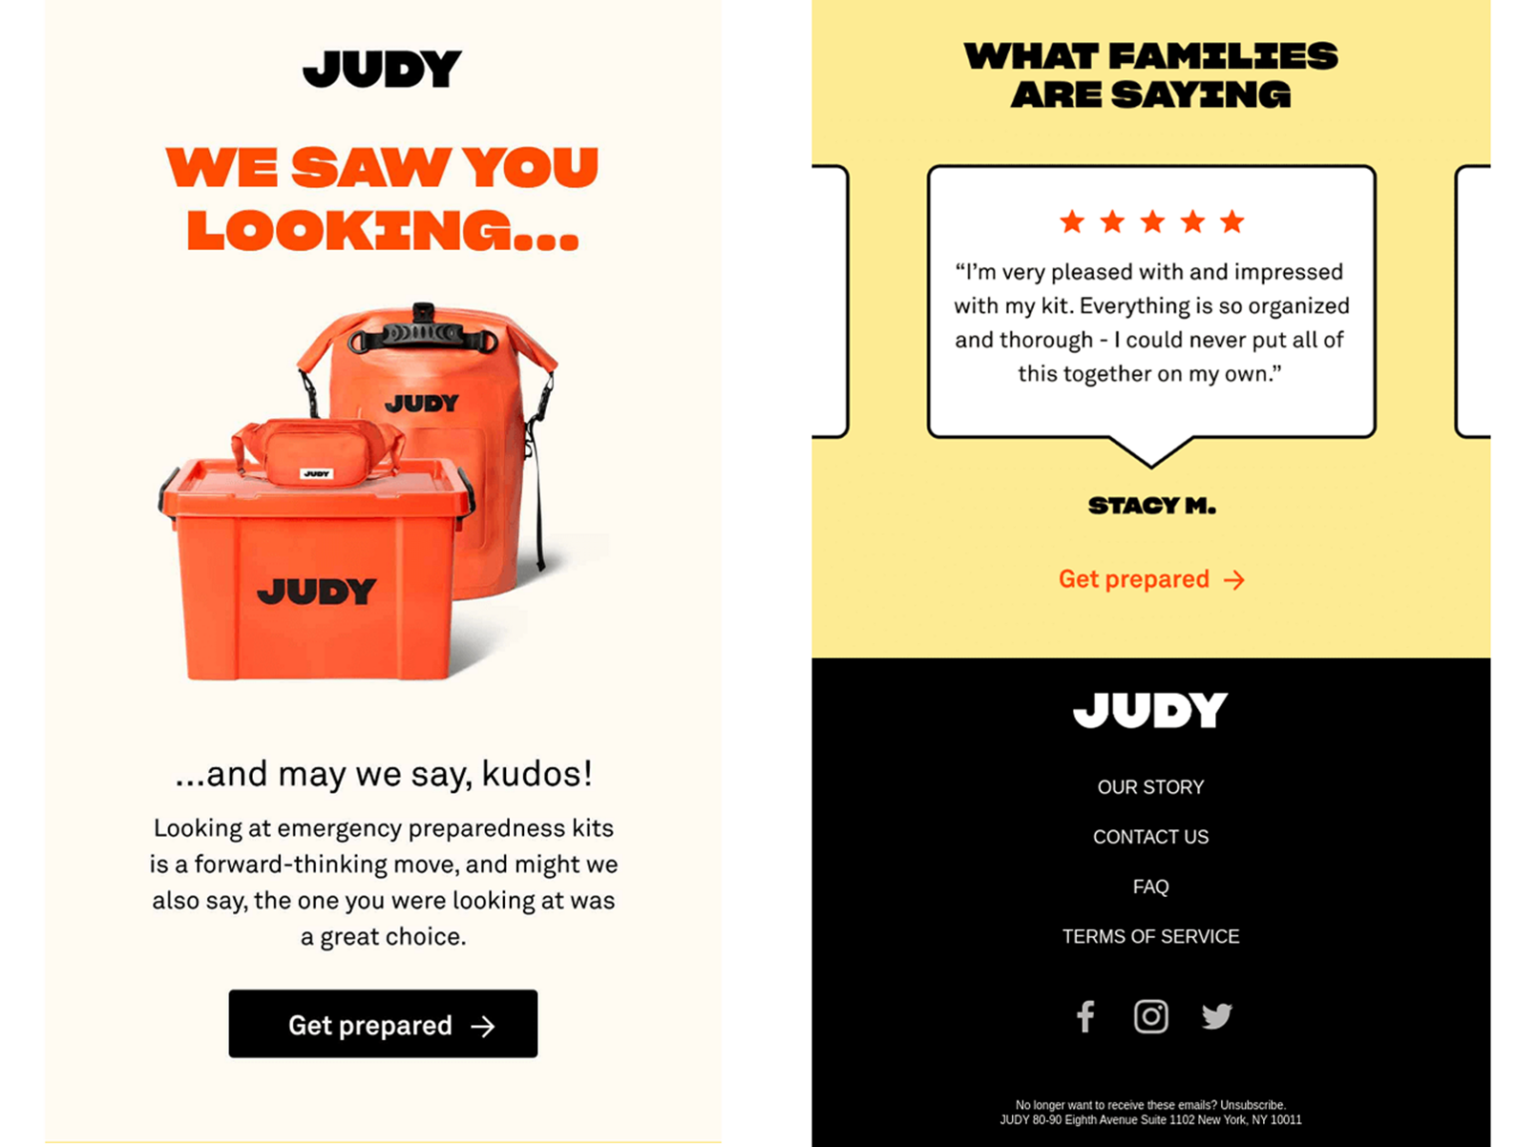 JUDY
WE SAW YOU
LOOKING...
JUDY
JUDY
JUDY
...and may we say, kudos!
Looking at emergency preparedness kits
is a forward-thinking move, and might we
also say, the one you were looking at was
a great choice.
Get prepared →
WHAT FAMILIES
ARE SAYING
“I’m very pleased with and impressed
with my kit. Everything is so organized
and thorough - I could never put all of
this together on my own.”
STACY M.
Get prepared →
JUDY
OUR STORY
CONTACT US
FAQ
TERMS OF SERVICE
No longer want to receive these emails? Unsubscribe.
JUDY 80-90 Eighth Avenue Suite 1102 New York, NY 10011